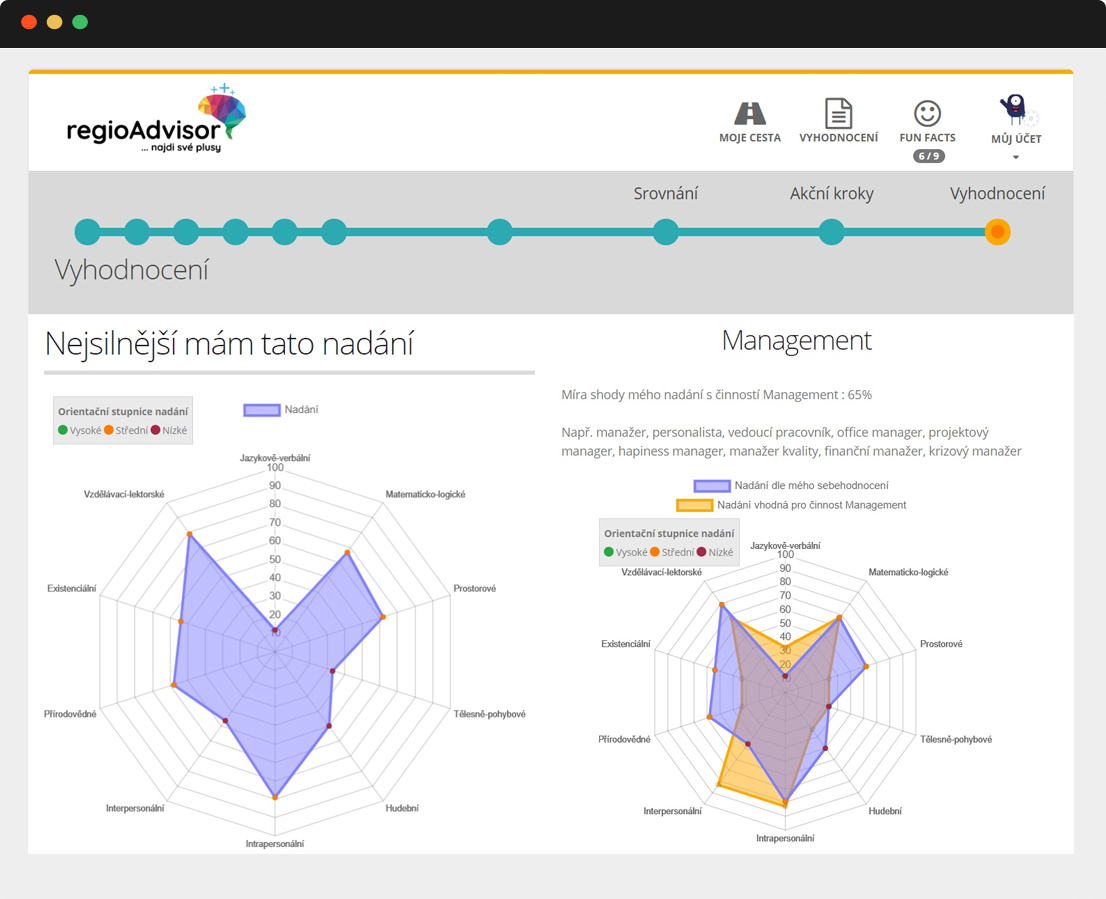 regioAdvisor
... najdi své plusy
MOJE CESTA
VYHODNOCENÍ
FUN FACTS
6 / 9
MŮJ ÚČET
Srovnání
Akční kroky
Vyhodnocení
Vyhodnocení
Nejsilnější mám tato nadání
Orientační stupnice nadání
Vysoké Střední Nízké
Nadání
Jazykově-verbální
Matematicko-logické
Prostorové
Tělesně-pohybové
Hudební
Intrapersonální
Interpersonální
Přírodovědné
Existenciální
Vzdělávací-lektorské
100
90
80
70
60
50
40
30
20
10
Management
Míra shody mého nadání s činností Management : 65%
Např. manažer, personalista, vedoucí pracovník, office manager, projektový
manager, hapiness manager, manažer kvality, finanční manažer, krizový manažer
Nadání dle mého sebehodnocení
Nadání vhodná pro činnost Management
Orientační stupnice nadání
Vysoké Střední Nízké
Jazykově-verbální
Matematicko-logické
Prostorové
Tělesně-pohybové
Hudební
Intrapersonální
Interpersonální
Přírodovědné
Existenciální
Vzdělávací-lektorské
100
90
80
70
60
50
40
30
20